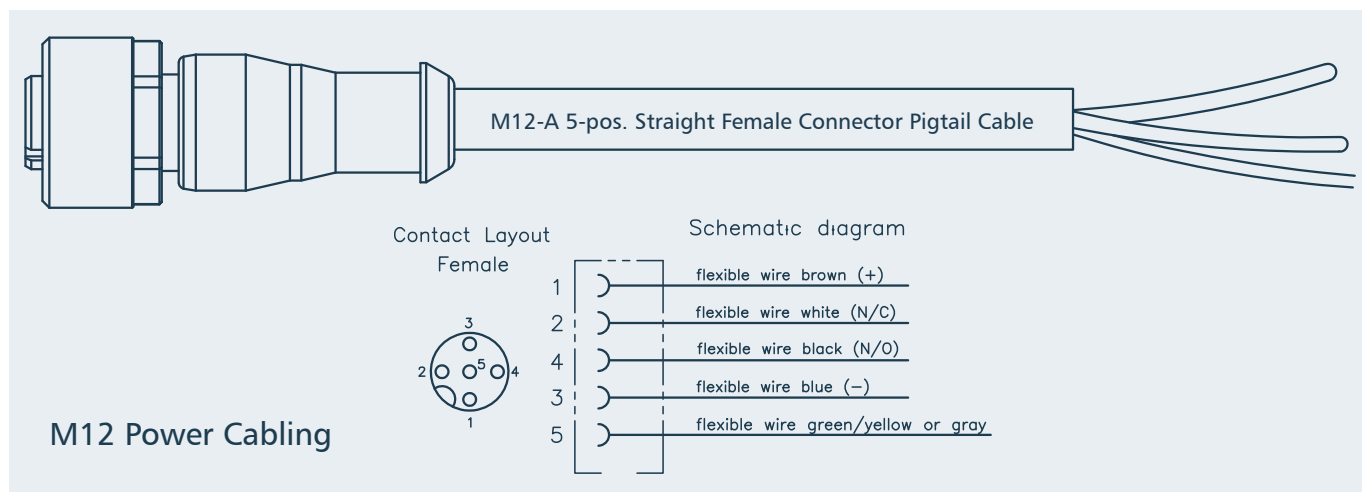 M12-A 5-pos. Straight Female Connector Pigtail Cable
Contact Layout
Female
Schematic diagram
1 flexible wire brown (+)
2 flexible wire white (N/C)
4 flexible wire black (N/O)
3 flexible wire blue (−)
5 flexible wire green/yellow or gray
3
2 5 4
1
M12 Power Cabling